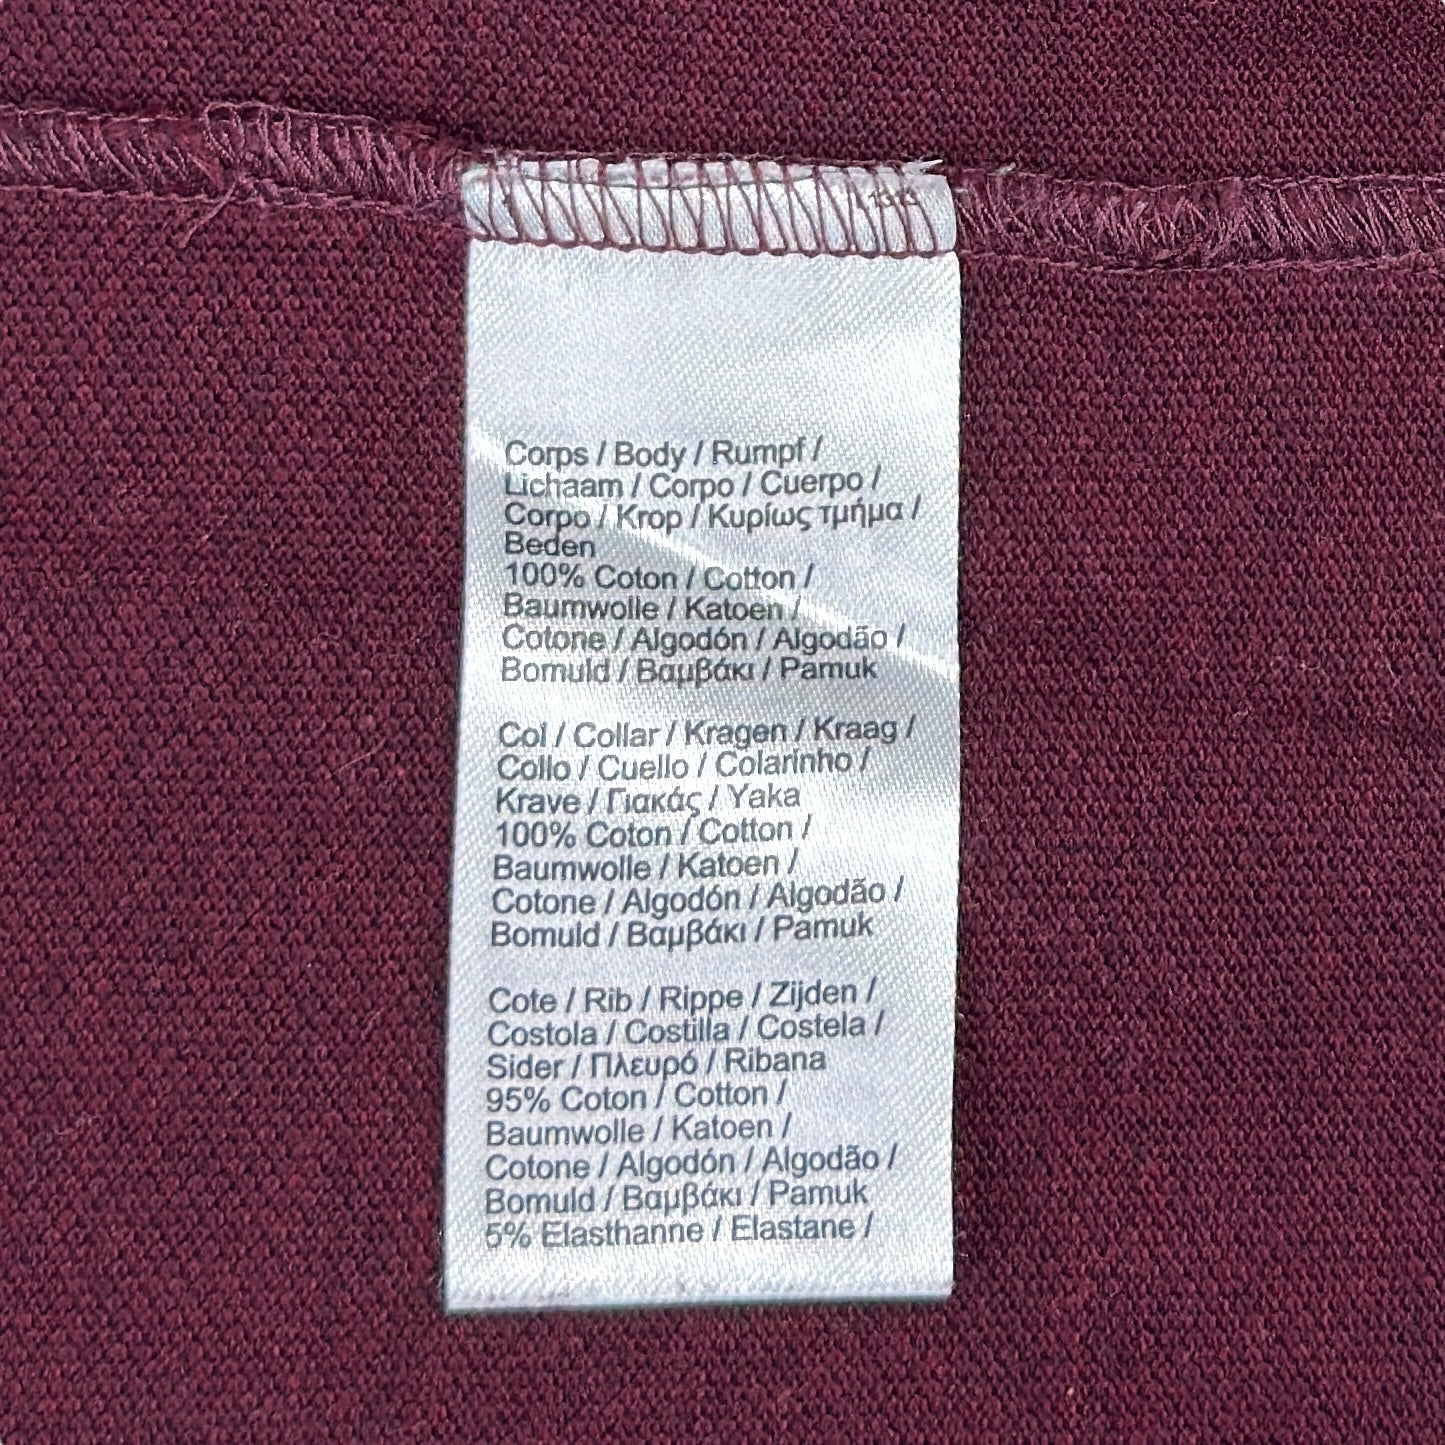 Corps / Body / Rumpf /
Lichaam / Corpo / Cuerpo /
Corpo / Krop / Κυρίως τμήμα /
Beden
100% Coton / Cotton /
Baumwolle / Katoen /
Cotone / Algodón / Algodão /
Bomuld / Βαμβάκι / Pamuk
Col / Collar / Kragen / Kraag /
Collo / Cuello / Colarinho /
Krave / Γιακάς / Yaka
100% Coton / Cotton /
Baumwolle / Katoen /
Cotone / Algodón / Algodão /
Bomuld / Βαμβάκι / Pamuk
Cote / Rib / Rippe / Zijden /
Costola / Costilla / Costela /
Sider / Πλευρό / Ribana
95% Coton / Cotton /
Baumwolle / Katoen /
Cotone / Algodón / Algodão /
Bomuld / Βαμβάκι / Pamuk
5% Elasthanne / Elastane /